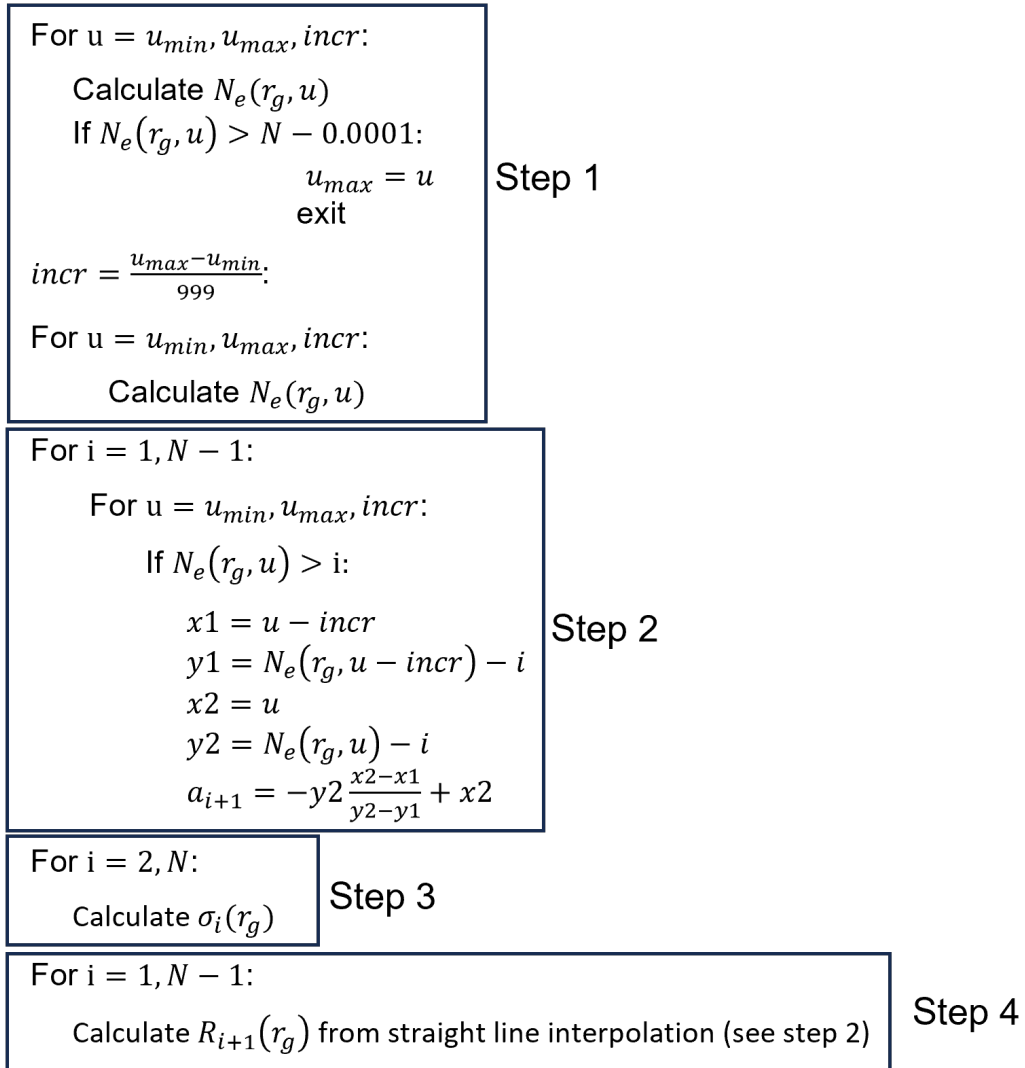 For u = u_min, u_max, incr:
Calculate N_e(r_g, u)
If N_e(r_g, u) > N − 0.0001:
u_max = u
exit
Step 1
incr = (u_max−u_min)/999:
For u = u_min, u_max, incr:
Calculate N_e(r_g, u)
For i = 1, N − 1:
For u = u_min, u_max, incr:
If N_e(r_g, u) > i:
x1 = u − incr
Step 2
y1 = N_e(r_g, u − incr) − i
x2 = u
y2 = N_e(r_g, u) − i
a_{i+1} = −y2 (x2−x1)/(y2−y1) + x2
For i = 2, N:
Step 3
Calculate σ_i(r_g)
For i = 1, N − 1:
Step 4
Calculate R_{i+1}(r_g) from straight line interpolation (see step 2)